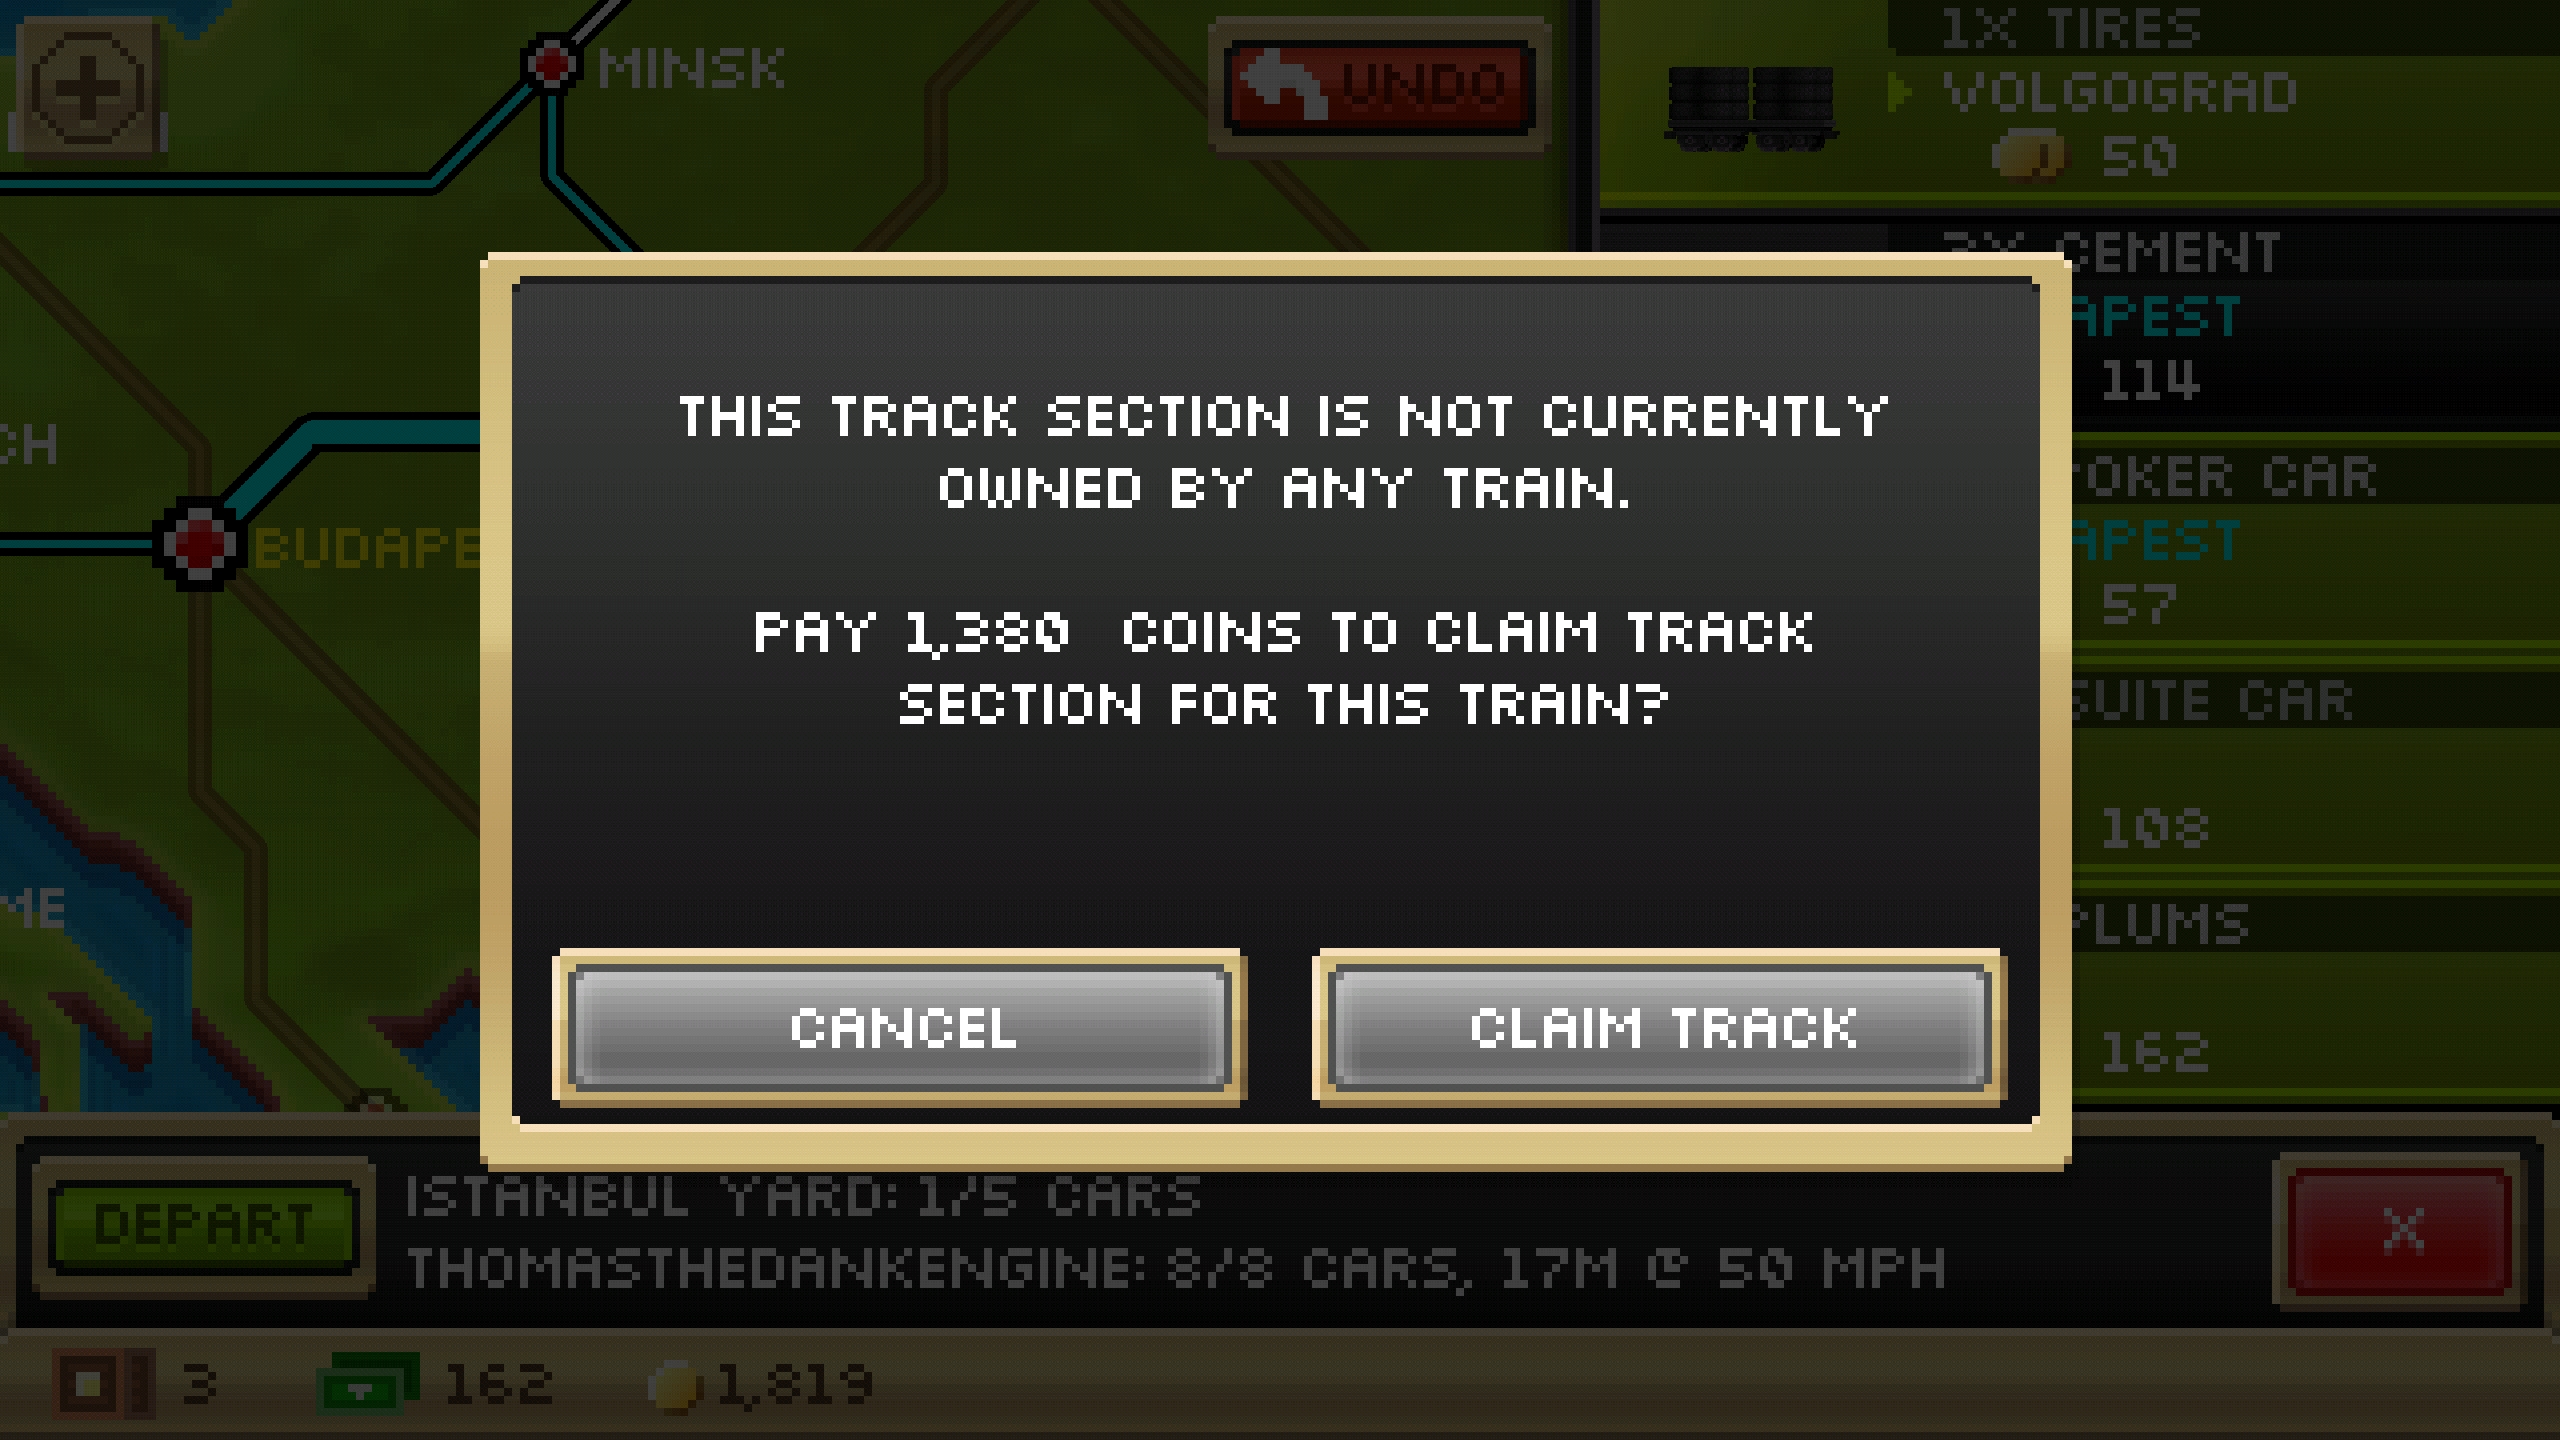 MINSK
UNDO
1X TIRES
VOLGOGRAD
50
CEMENT
APEST
114
CH
BUDAPE
OKER CAR
APEST
57
SUITE CAR
108
ME
PLUMS
162
THIS TRACK SECTION IS NOT CURRENTLY
OWNED BY ANY TRAIN.
PAY 1,380 COINS TO CLAIM TRACK
SECTION FOR THIS TRAIN?
CANCEL
CLAIM TRACK
DEPART
ISTANBUL YARD: 1/5 CARS
THOMASTHEDANKENGINE: 8/8 CARS, 17M @ 50 MPH
X
3
162
1,819